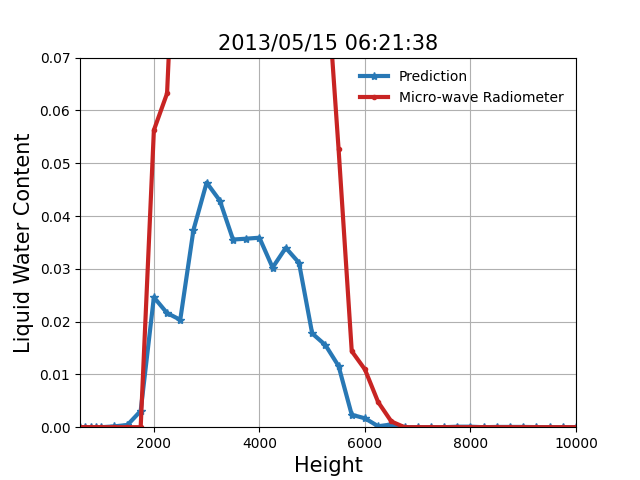 2013/05/15 06:21:38
Prediction
Micro-wave Radiometer
Liquid Water Content
0.07
0.06
0.05
0.04
0.03
0.02
0.01
0.00
2000 4000 6000 8000 10000
Height